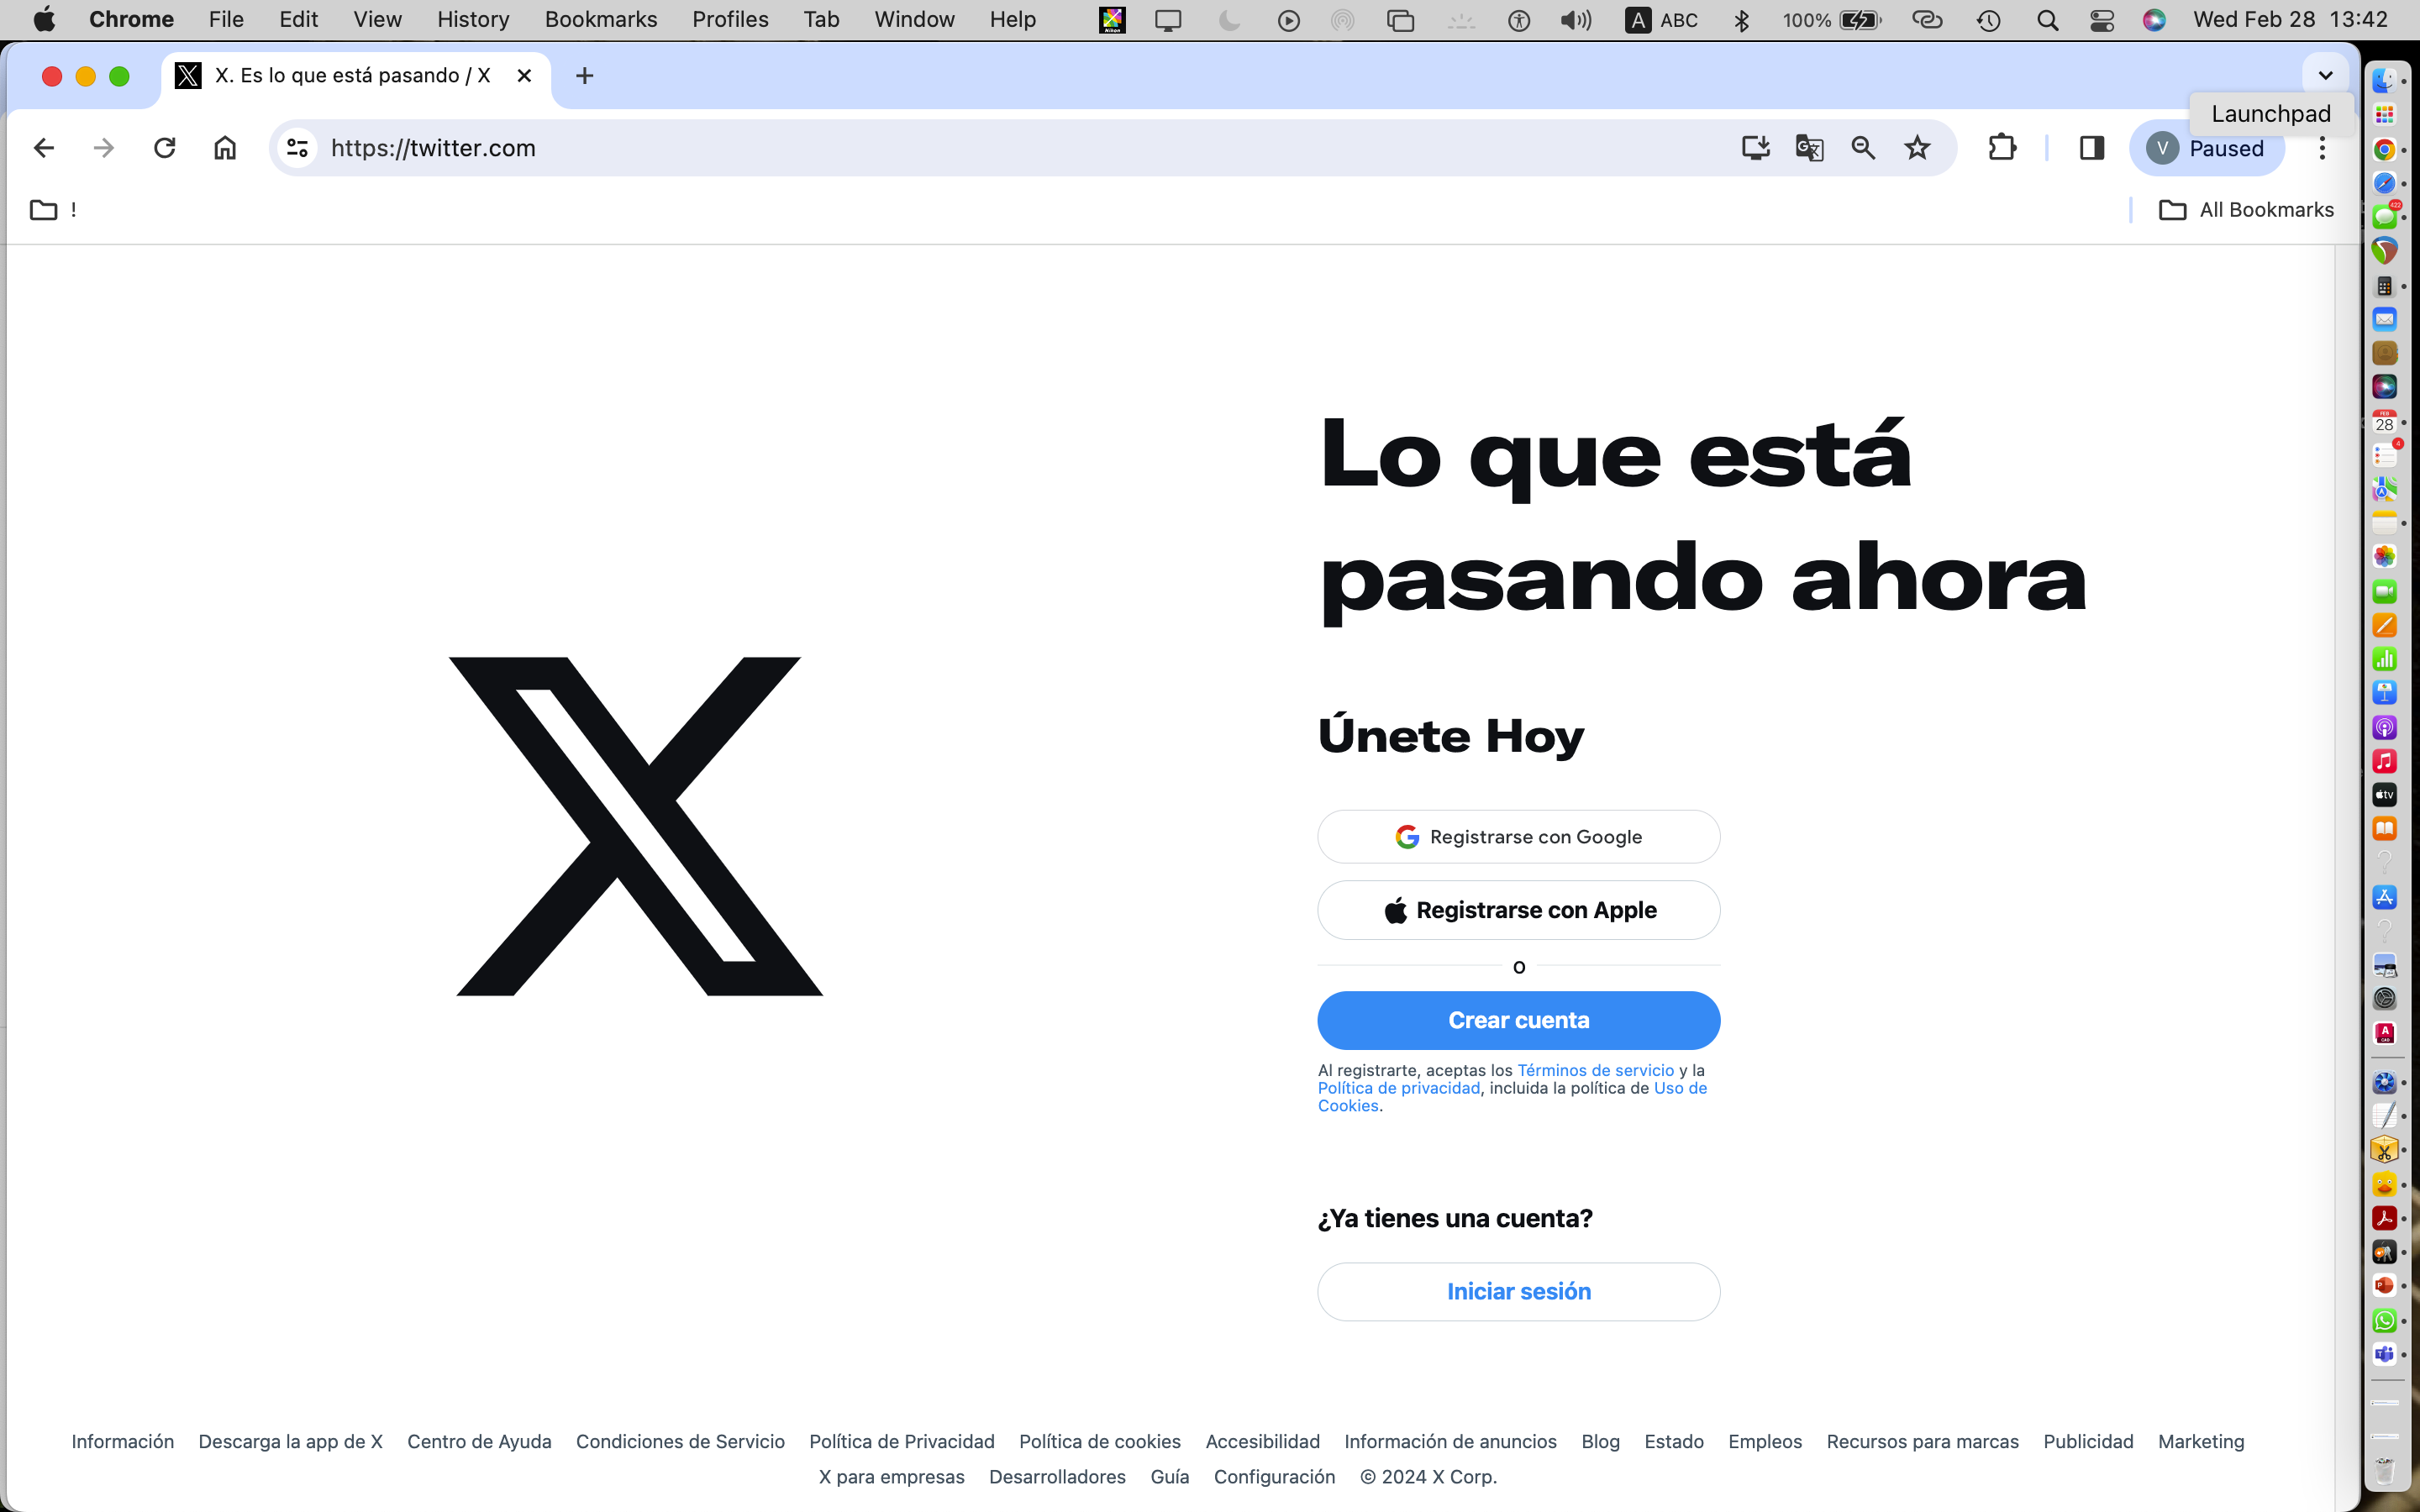 Chrome File Edit View History Bookmarks Profiles Tab Window Help A ABC 100% Wed Feb 28 13:42
X. Es lo que está pasando / X
Launchpad
https://twitter.com
V Paused
!
All Bookmarks
422
FEB
28
4
tv
Lo que está
pasando ahora
Únete Hoy
Registrarse con Google
Registrarse con Apple
o
Crear cuenta
Al registrarte, aceptas los Términos de servicio y la
Política de privacidad, incluida la política de Uso de
Cookies.
¿Ya tienes una cuenta?
Iniciar sesión
Información Descarga la app de X Centro de Ayuda Condiciones de Servicio Política de Privacidad Política de cookies Accesibilidad Información de anuncios Blog Estado Empleos Recursos para marcas Publicidad Marketing
X para empresas Desarrolladores Guía Configuración © 2024 X Corp.